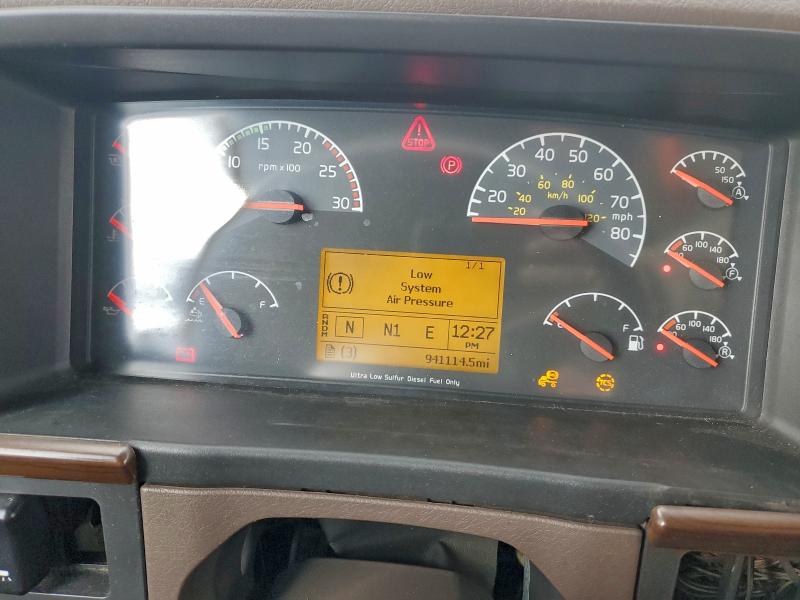 STOP
P
10 15 20 25 30
rpm x 100
20 30 40 50 60 70 80
20 40 60 80 100 120
km/h
mph
50 150
A
60 100 140 180
F
60 100 140 180
R
E F
E F
1/1
Low
System
Air Pressure
N N1 E 12:27
PM
(3) 941114.5mi
TCS
Ultra Low Sulfur Diesel Fuel Only